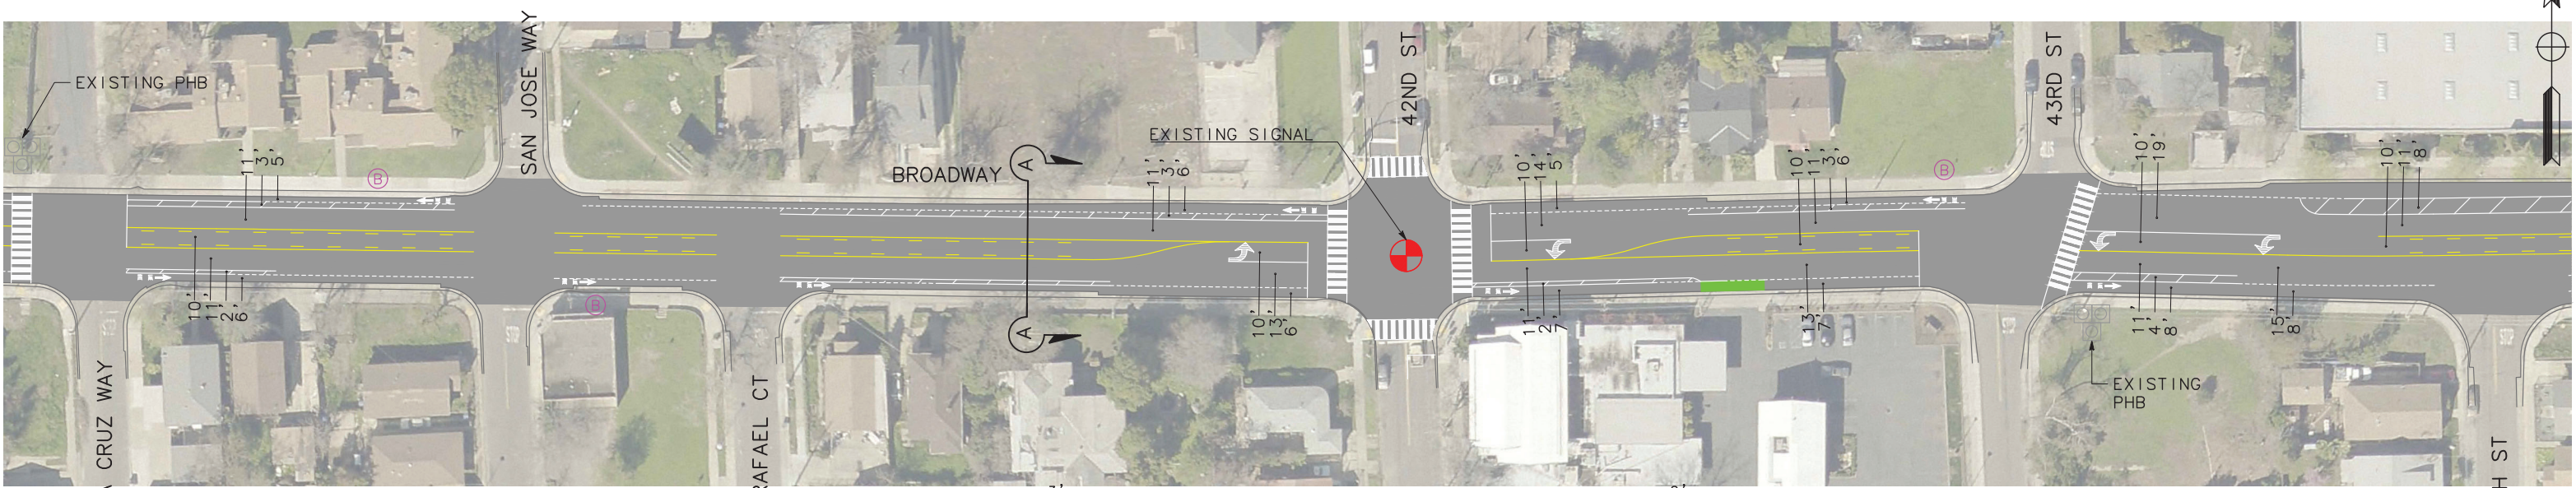 SAN JOSE WAY
42ND ST
43RD ST
EXISTING PHB
EXISTING SIGNAL
BROADWAY
A
B
B
11'
3'
5'
11'
3'
6'
10'
14'
5'
10'
11'
3'
6'
10'
19'
10'
11'
8'
10'
11'
2'
6'
B
A
10'
13'
6'
11'
2'
7'
13'
7'
11'
4'
8'
15'
8'
EXISTING
PHB
CRUZ WAY
RAFAEL CT
H ST